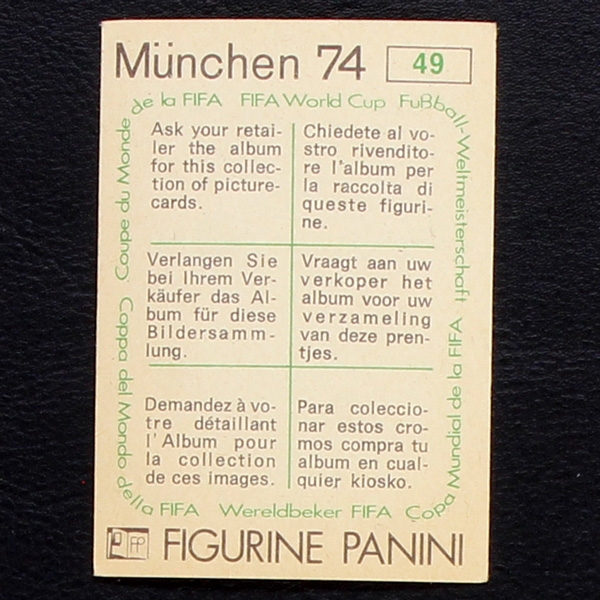 München 74 49
de la FIFA FIFA World Cup Fußball-Weltmeisterschaft
Coupe du Monde
Ask your retai-
ler the album
for this collec-
tion of picture-
cards.
Chiedete al vo-
stro rivendito-
re l'album per
la raccolta di
queste figuri-
ne.
Verlangen Sie
bei Ihrem Ver-
käufer das Al-
bum für diese
Bildersamm-
lung.
Vraagt aan uw
verkoper het
album voor uw
verzameling
van deze pren-
tjes.
Demandez à vo-
tre détaillant
l'Album pour
la collection
de ces images.
Para coleccio-
nar estos cro-
mos compra tu
album en cual-
quier kiosko.
Coppa del Mondo della FIFA
Wereldbeker FIFA
Copa Mundial de la FIFA
FP FIGURINE PANINI